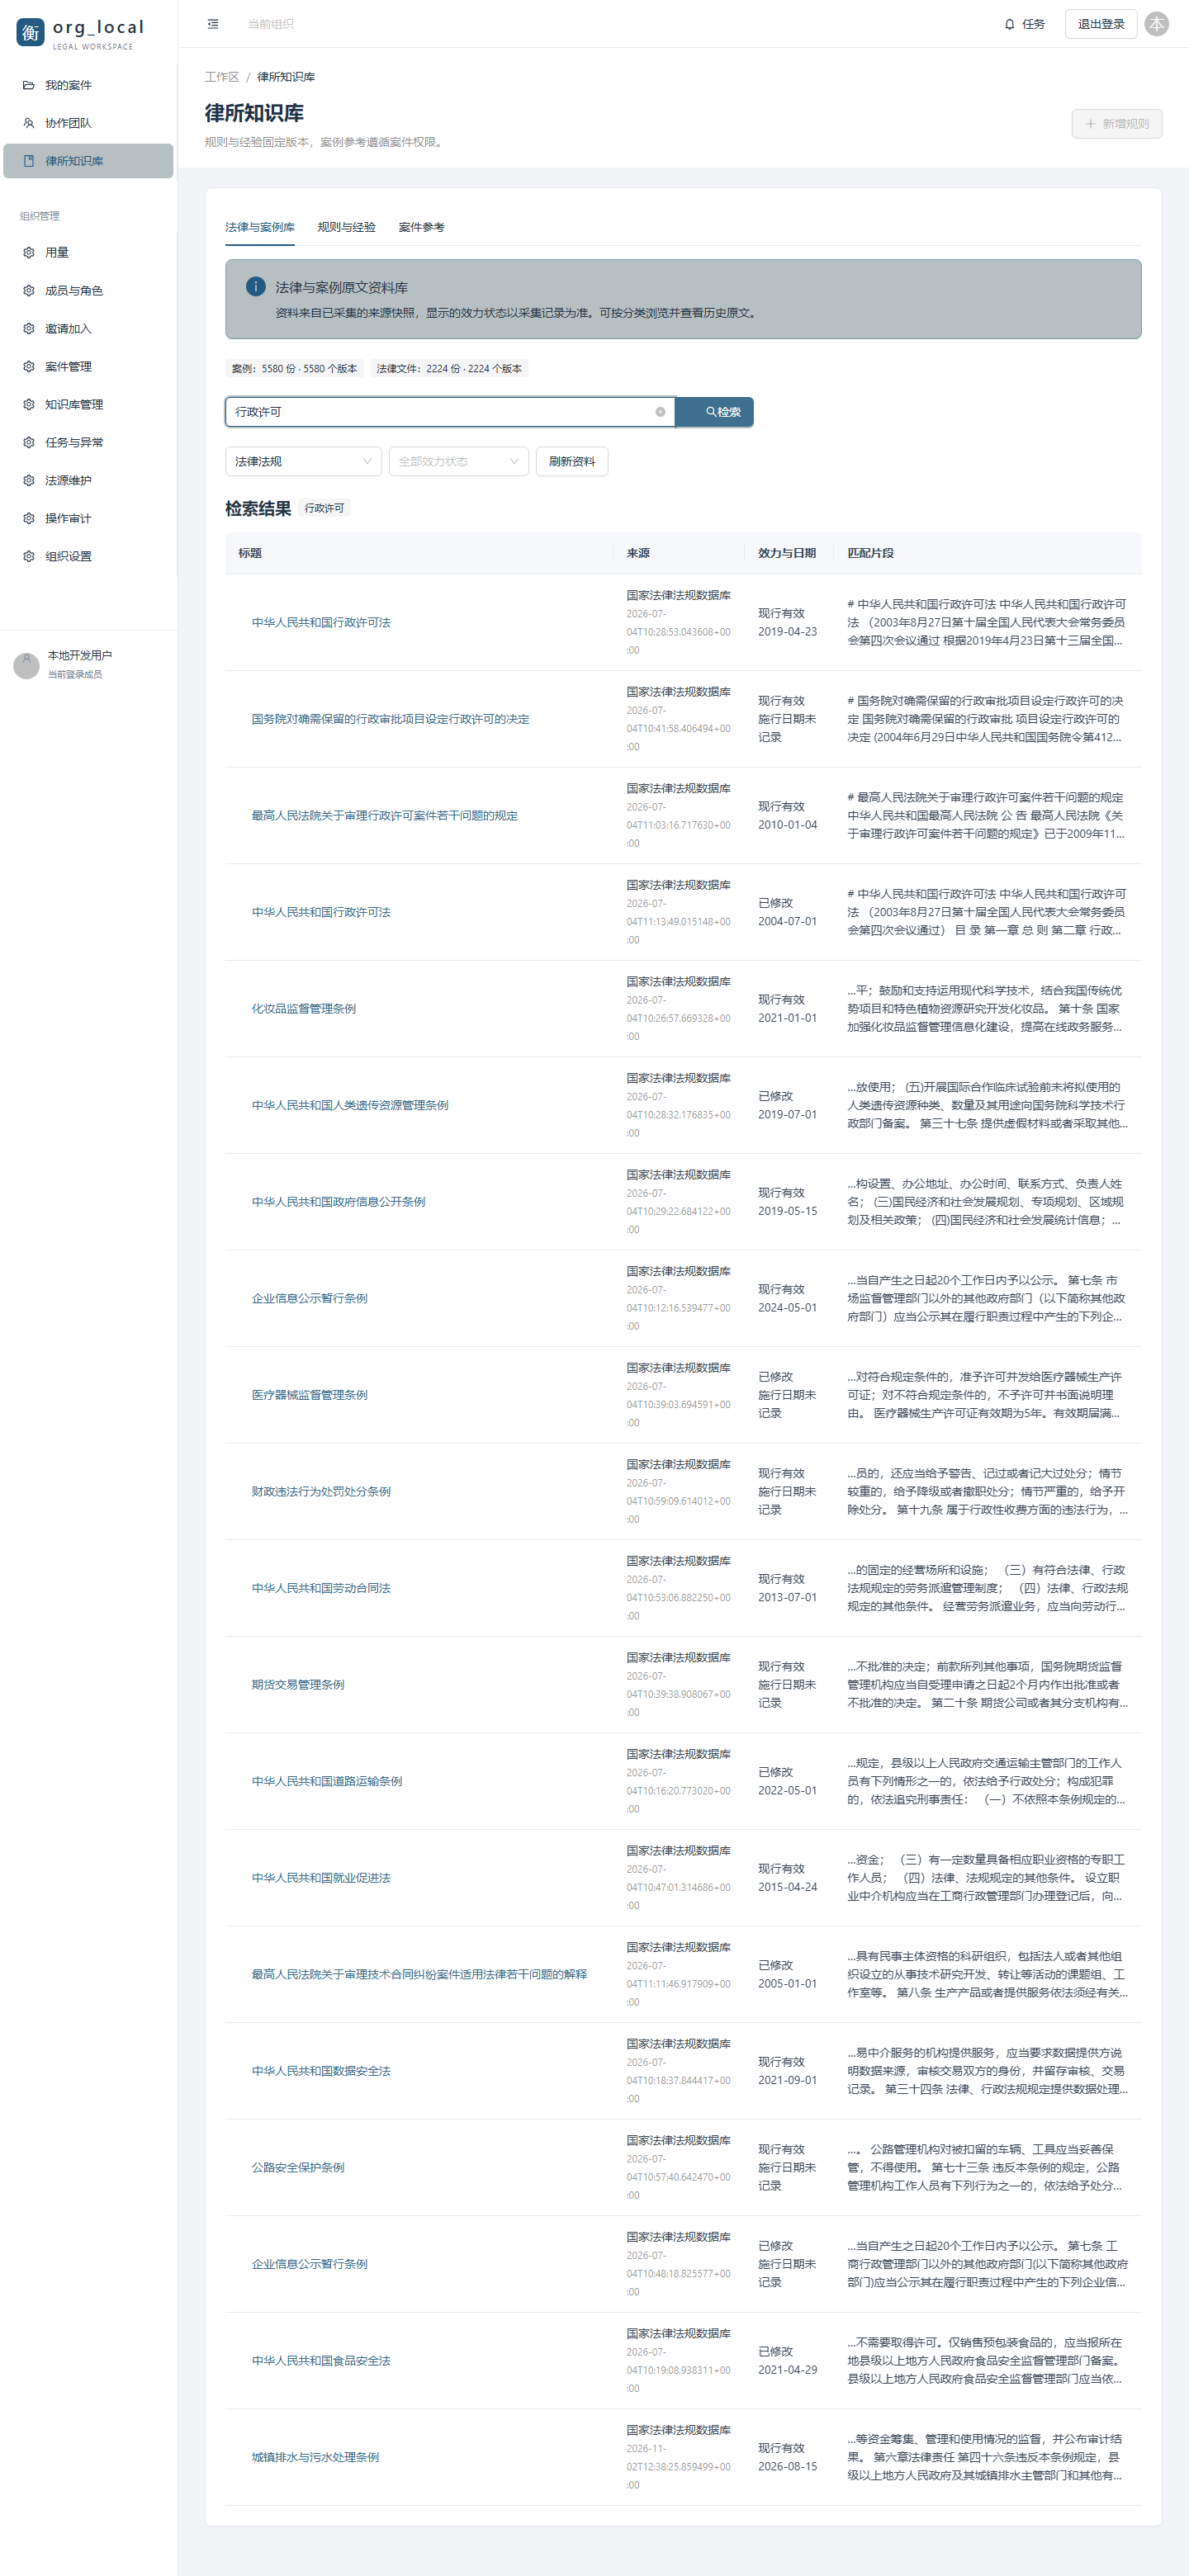 衡 org_local
LEGAL WORKSPACE
我的案件
协作团队
律所知识库
组织管理
用量
成员与角色
邀请加入
案件管理
知识库管理
任务与异常
法源维护
操作审计
组织设置
本地开发用户
当前登录成员
当前组织
任务
退出登录
本
工作区 / 律所知识库
律所知识库
规则与经验固定版本，案例参考遵循案件权限。
新增规则
法律与案例库 规则与经验 案件参考
法律与案例原文资料库
资料来自已采集的来源快照，显示的效力状态以采集记录为准。可按分类浏览并查看历史原文。
案例：5580 份 · 5580 个版本 法律文件：2224 份 · 2224 个版本
行政许可
检索
法律法规 全部效力状态 刷新资料
检索结果 行政许可
标题 来源 效力与日期 匹配片段
中华人民共和国行政许可法
国家法律法规数据库
2026-07-
04T10:28:53.043608+00
:00
现行有效
2019-04-23
# 中华人民共和国行政许可法 中华人民共和国行政许可
法 （2003年8月27日第十届全国人民代表大会常务委员
会第四次会议通过 根据2019年4月23日第十三届全国...
国务院对确需保留的行政审批项目设定行政许可的决定
国家法律法规数据库
2026-07-
04T10:41:58.406494+00
:00
现行有效
施行日期未
记录
# 国务院对确需保留的行政审批项目设定行政许可的决
定 国务院对确需保留的行政审批 项目设定行政许可的
决定 (2004年6月29日中华人民共和国国务院令第412...
最高人民法院关于审理行政许可案件若干问题的规定
国家法律法规数据库
2026-07-
04T11:03:16.717630+00
:00
现行有效
2010-01-04
# 最高人民法院关于审理行政许可案件若干问题的规定
中华人民共和国最高人民法院 公 告 最高人民法院《关
于审理行政许可案件若干问题的规定》已于2009年11...
中华人民共和国行政许可法
国家法律法规数据库
2026-07-
04T11:13:49.015148+00
:00
已修改
2004-07-01
# 中华人民共和国行政许可法 中华人民共和国行政许可
法 （2003年8月27日第十届全国人民代表大会常务委员
会第四次会议通过） 目 录 第一章 总 则 第二章 行政...
化妆品监督管理条例
国家法律法规数据库
2026-07-
04T10:26:57.669328+00
:00
现行有效
2021-01-01
...平；鼓励和支持运用现代科学技术，结合我国传统优
势项目和特色植物资源研究开发化妆品。 第十条 国家
加强化妆品监督管理信息化建设，提高在线政务服务...
中华人民共和国人类遗传资源管理条例
国家法律法规数据库
2026-07-
04T10:28:32.176835+00
:00
已修改
2019-07-01
...放使用； (五)开展国际合作临床试验前未将拟使用的
人类遗传资源种类、数量及其用途向国务院科学技术行
政部门备案。 第三十七条 提供虚假材料或者采取其他...
中华人民共和国政府信息公开条例
国家法律法规数据库
2026-07-
04T10:29:22.684122+00
:00
现行有效
2019-05-15
...构设置、办公地址、办公时间、联系方式、负责人姓
名； (三)国民经济和社会发展规划、专项规划、区域规
划及相关政策； (四)国民经济和社会发展统计信息；...
企业信息公示暂行条例
国家法律法规数据库
2026-07-
04T10:12:16.539477+00
:00
现行有效
2024-05-01
...当自产生之日起20个工作日内予以公示。 第七条 市
场监督管理部门以外的其他政府部门（以下简称其他政
府部门）应当公示其在履行职责过程中产生的下列企...
医疗器械监督管理条例
国家法律法规数据库
2026-07-
04T10:39:03.694591+00
:00
已修改
施行日期未
记录
...对符合规定条件的，准予许可并发给医疗器械生产许
可证；对不符合规定条件的，不予许可并书面说明理
由。 医疗器械生产许可证有效期为5年。有效期届满...
财政违法行为处罚处分条例
国家法律法规数据库
2026-07-
04T10:59:09.614012+00
:00
现行有效
施行日期未
记录
...员的，还应当给予警告、记过或者记大过处分；情节
较重的，给予降级或者撤职处分；情节严重的，给予开
除处分。 第十九条 属于行政性收费方面的违法行为，...
中华人民共和国劳动合同法
国家法律法规数据库
2026-07-
04T10:53:06.882250+00
:00
现行有效
2013-07-01
...的固定的经营场所和设施； （三）有符合法律、行政
法规规定的劳务派遣管理制度； （四）法律、行政法规
规定的其他条件。 经营劳务派遣业务，应当向劳动行...
期货交易管理条例
国家法律法规数据库
2026-07-
04T10:39:38.908067+00
:00
现行有效
施行日期未
记录
...不批准的决定；前款所列其他事项，国务院期货监督
管理机构应当自受理申请之日起2个月内作出批准或者
不批准的决定。 第二十条 期货公司或者其分支机构有...
中华人民共和国道路运输条例
国家法律法规数据库
2026-07-
04T10:16:20.773020+00
:00
已修改
2022-05-01
...规定，县级以上人民政府交通运输主管部门的工作人
员有下列情形之一的，依法给予行政处分；构成犯罪
的，依法追究刑事责任： （一）不依照本条例规定的...
中华人民共和国就业促进法
国家法律法规数据库
2026-07-
04T10:47:01.314686+00
:00
现行有效
2015-04-24
...资金； （三）有一定数量具备相应职业资格的专职工
作人员； （四）法律、法规规定的其他条件。 设立职
业中介机构应当在工商行政管理部门办理登记后，向...
最高人民法院关于审理技术合同纠纷案件适用法律若干问题的解释
国家法律法规数据库
2026-07-
04T11:11:46.917909+00
:00
已修改
2005-01-01
...具有民事主体资格的科研组织，包括法人或者其他组
织设立的从事技术研究开发、转让等活动的课题组、工
作室等。 第八条 生产产品或者提供服务依法须经有关...
中华人民共和国数据安全法
国家法律法规数据库
2026-07-
04T10:18:37.844417+00
:00
现行有效
2021-09-01
...易中介服务的机构提供服务，应当要求数据提供方说
明数据来源，审核交易双方的身份，并留存审核、交易
记录。 第三十四条 法律、行政法规规定提供数据处理...
公路安全保护条例
国家法律法规数据库
2026-07-
04T10:57:40.642470+00
:00
现行有效
施行日期未
记录
...。 公路管理机构对被扣留的车辆、工具应当妥善保
管，不得使用。 第七十三条 违反本条例的规定，公路
管理机构工作人员有下列行为之一的，依法给予处分...
企业信息公示暂行条例
国家法律法规数据库
2026-07-
04T10:48:18.825577+00
:00
已修改
施行日期未
记录
...当自产生之日起20个工作日内予以公示。 第七条 工
商行政管理部门以外的其他政府部门(以下简称其他政府
部门)应当公示其在履行职责过程中产生的下列企业信...
中华人民共和国食品安全法
国家法律法规数据库
2026-07-
04T10:19:08.938311+00
:00
已修改
2021-04-29
...不需要取得许可。仅销售预包装食品的，应当报所在
地县级以上地方人民政府食品安全监督管理部门备案。
县级以上地方人民政府食品安全监督管理部门应当依...
城镇排水与污水处理条例
国家法律法规数据库
2026-11-
02T12:38:25.859499+00
:00
现行有效
2026-08-15
...等资金筹集、管理和使用情况的监督，并公布审计结
果。 第六章法律责任 第四十六条违反本条例规定，县
级以上地方人民政府及其城镇排水主管部门和其他有...